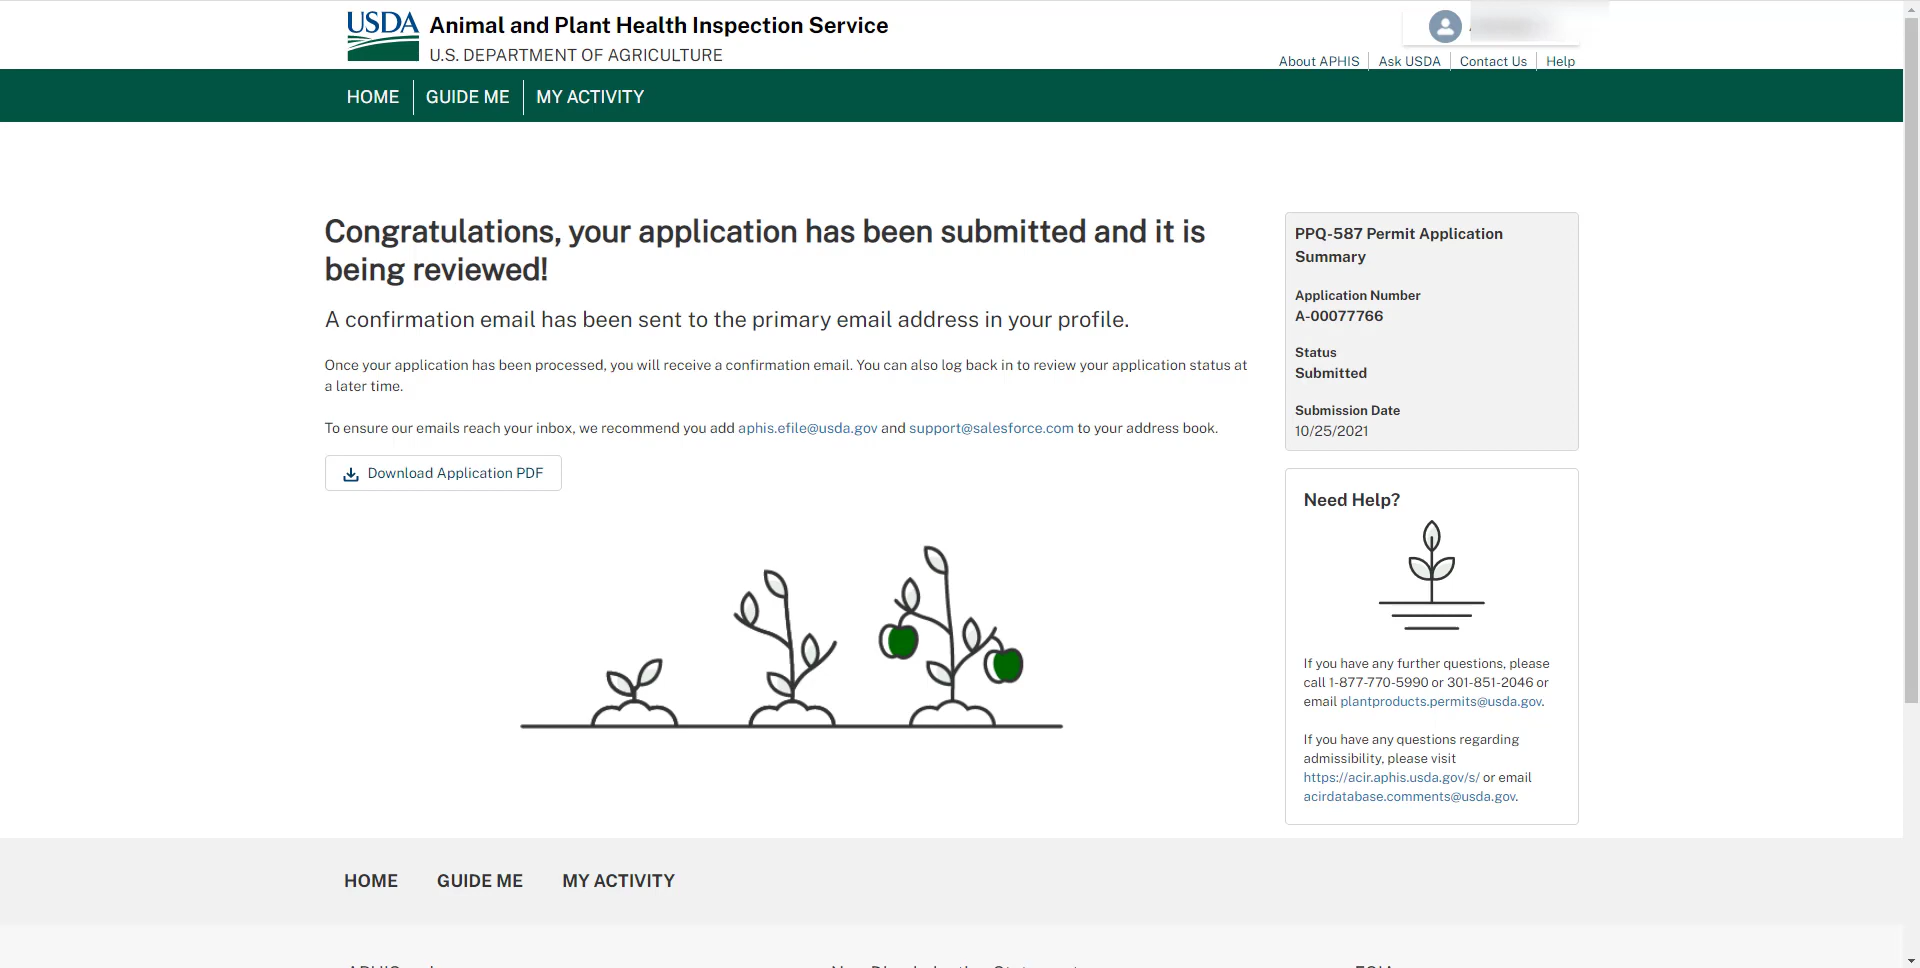 USDA
Animal and Plant Health Inspection Service
U.S. DEPARTMENT OF AGRICULTURE
About APHIS
Ask USDA
Contact Us
Help
HOME
GUIDE ME
MY ACTIVITY
Congratulations, your application has been submitted and it is
being reviewed!
A confirmation email has been sent to the primary email address in your profile.
Once your application has been processed, you will receive a confirmation email. You can also log back in to review your application status at
a later time.
To ensure our emails reach your inbox, we recommend you add aphis.efile@usda.gov and support@salesforce.com to your address book.
Download Application PDF
PPQ-587 Permit Application
Summary
Application Number
A-00077766
Status
Submitted
Submission Date
10/25/2021
Need Help?
If you have any further questions, please
call 1-877-770-5990 or 301-851-2046 or
email plantproducts.permits@usda.gov.
If you have any questions regarding
admissibility, please visit
https://acir.aphis.usda.gov/s/ or email
acirdatabase.comments@usda.gov.
HOME
GUIDE ME
MY ACTIVITY